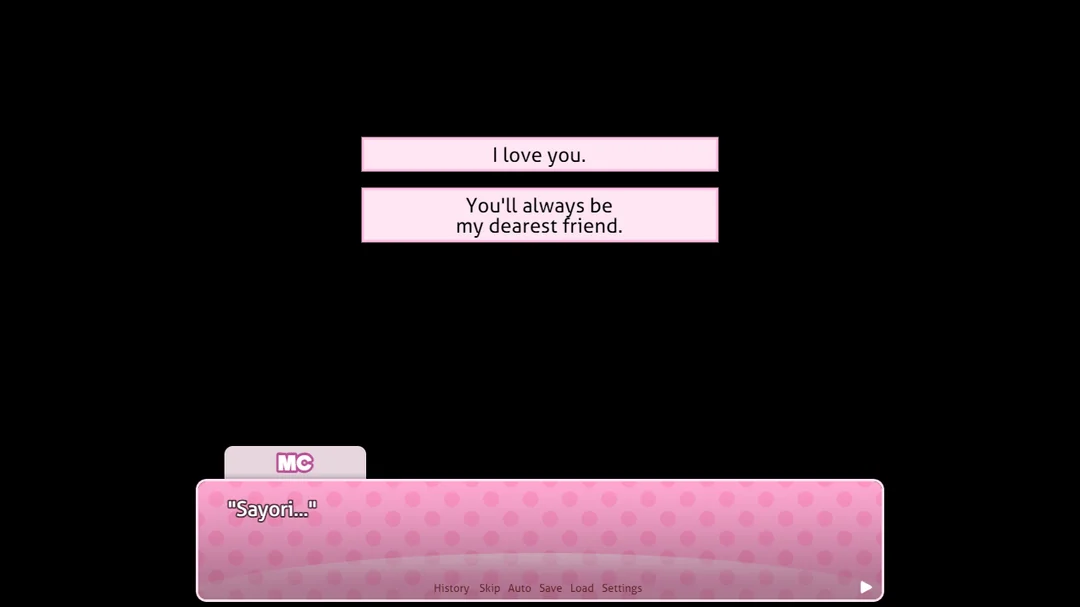 I love you.
You'll always be
my dearest friend.
MC
"Sayori..."
History Skip Auto Save Load Settings